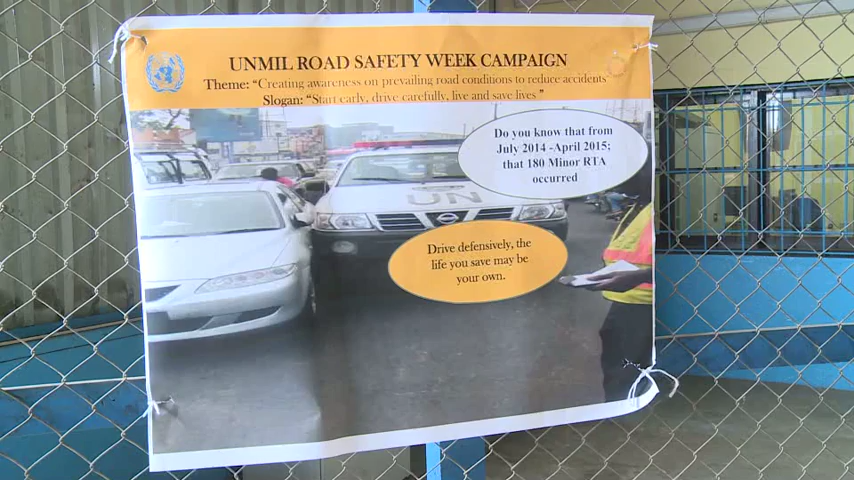 UNMIL ROAD SAFETY WEEK CAMPAIGN
Theme: “Creating awareness on prevailing road conditions to reduce accidents”
Slogan: “Start early, drive carefully, live and save lives”
Do you know that from
July 2014 -April 2015;
that 180 Minor RTA
occurred
UN
Drive defensively, the
life you save may be
your own.